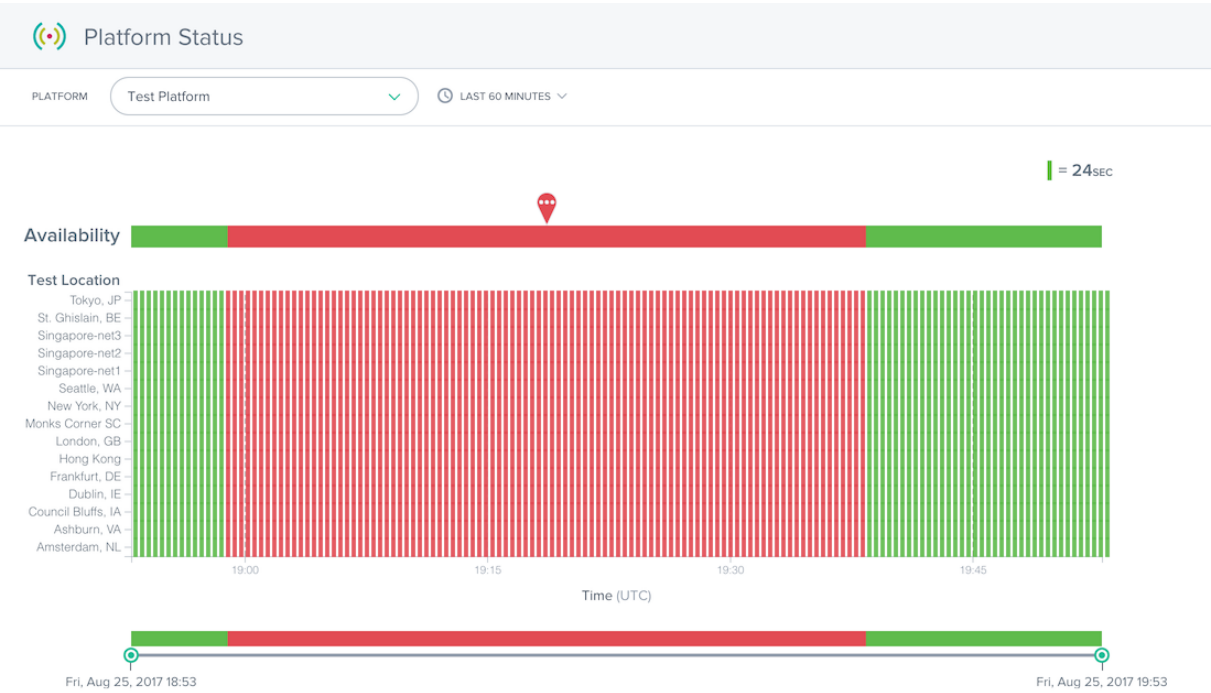 Platform Status
PLATFORM Test Platform LAST 60 MINUTES
= 24SEC
Availability
Test Location
Tokyo, JP
St. Ghislain, BE
Singapore-net3
Singapore-net2
Singapore-net1
Seattle, WA
New York, NY
Monks Corner SC
London, GB
Hong Kong
Frankfurt, DE
Dublin, IE
Council Bluffs, IA
Ashburn, VA
Amsterdam, NL
19:00 19:15 19:30 19:45
Time (UTC)
Fri, Aug 25, 2017 18:53 Fri, Aug 25, 2017 19:53